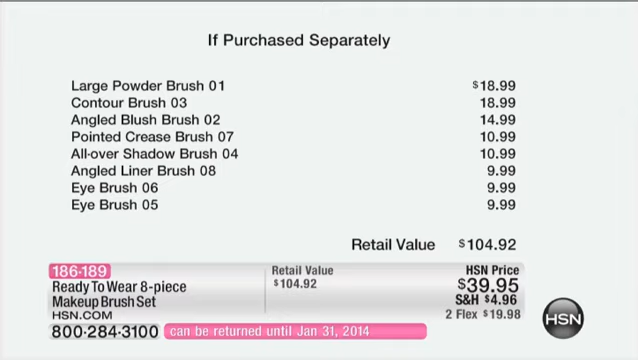 If Purchased Separately
Large Powder Brush 01 $18.99
Contour Brush 03 18.99
Angled Blush Brush 02 14.99
Pointed Crease Brush 07 10.99
All-over Shadow Brush 04 10.99
Angled Liner Brush 08 9.99
Eye Brush 06 9.99
Eye Brush 05 9.99
Retail Value $104.92
186-189 Retail Value HSN Price
Ready To Wear 8-piece $104.92 $39.95
Makeup Brush Set S&H $4.96
HSN.COM 2 Flex $19.98
800-284-3100 can be returned until Jan 31, 2014
HSN